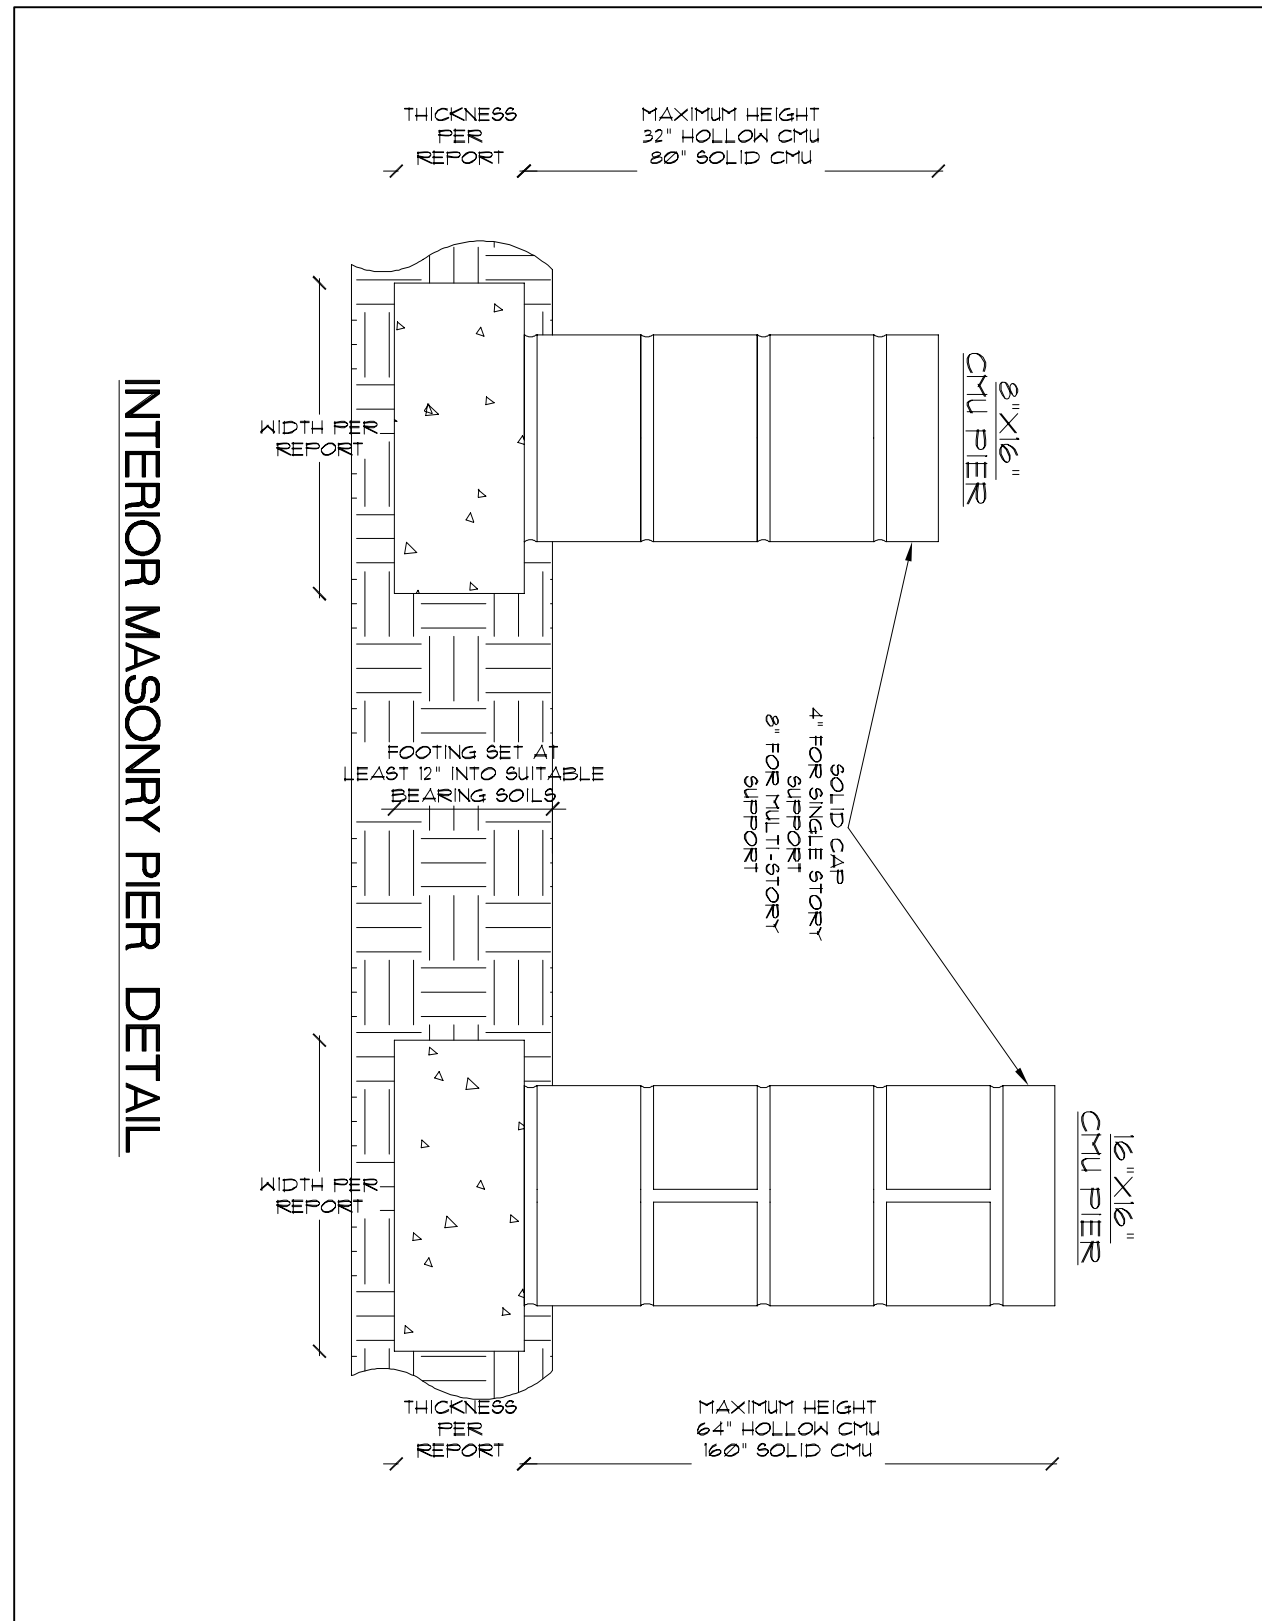 THICKNESS
PER
REPORT
MAXIMUM HEIGHT
32" HOLLOW CMU
80" SOLID CMU
8"X16"
CMU PIER
WIDTH PER
REPORT
INTERIOR MASONRY PIER DETAIL
FOOTING SET AT
LEAST 12" INTO SUITABLE
BEARING SOILS
SOLID CAP
4" FOR SINGLE STORY
SUPPORT
8" FOR MULTI-STORY
SUPPORT
16"X16"
CMU PIER
WIDTH PER
REPORT
THICKNESS
PER
REPORT
MAXIMUM HEIGHT
64" HOLLOW CMU
160" SOLID CMU